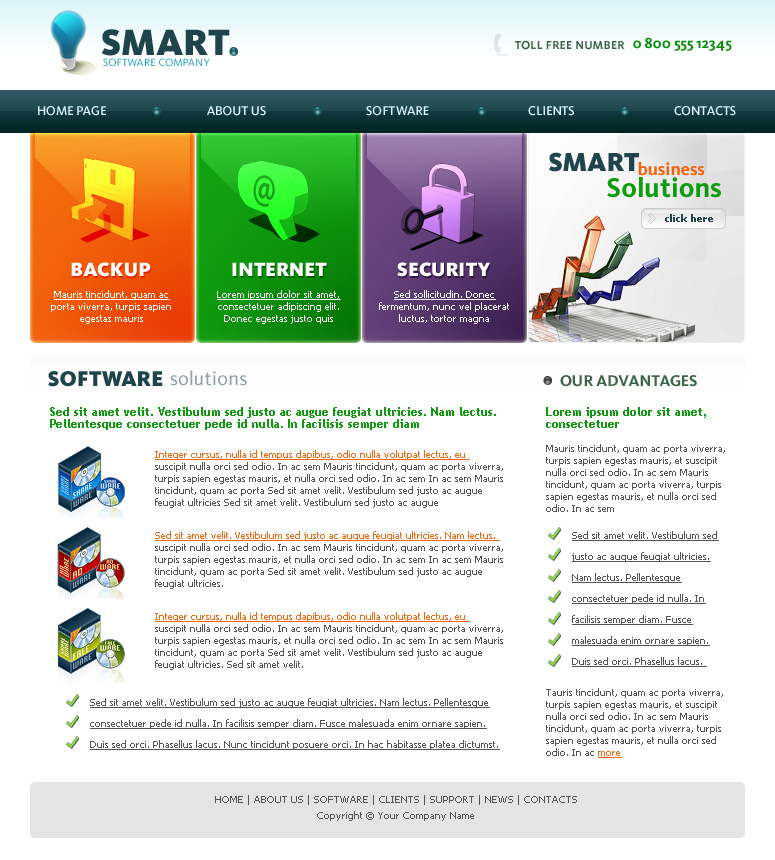 SMART.
SOFTWARE COMPANY
TOLL FREE NUMBER 0 800 555 12345
HOME PAGE
ABOUT US
SOFTWARE
CLIENTS
CONTACTS
@
BACKUP
Mauris tincidunt, quam ac
porta viverra, turpis sapien
egestas mauris
INTERNET
Lorem ipsum dolor sit amet,
consectetuer adipiscing elit.
Donec egestas justo quis
SECURITY
Sed sollicitudin. Donec
fermentum, nunc vel placerat
luctus, tortor magna
SMART business
Solutions
click here
SOFTWARE solutions
Sed sit amet velit. Vestibulum sed justo ac augue feugiat ultricies. Nam lectus.
Pellentesque consectetuer pede id nulla. In facilisis semper diam
SHARE WARE
Integer cursus, nulla id tempus dapibus, odio nulla volutpat lectus, eu
suscipit nulla orci sed odio. In ac sem Mauris tincidunt, quam ac porta viverra,
turpis sapien egestas mauris, et nulla orci sed odio. In ac sem In ac sem Mauris
tincidunt, quam ac porta Sed sit amet velit. Vestibulum sed justo ac augue
feugiat ultricies Sed sit amet velit. Vestibulum sed justo ac augue
AD WARE
Sed sit amet velit. Vestibulum sed justo ac augue feugiat ultricies. Nam lectus.
suscipit nulla orci sed odio. In ac sem Mauris tincidunt, quam ac porta viverra,
turpis sapien egestas mauris, et nulla orci sed odio. In ac sem In ac sem Mauris
tincidunt, quam ac porta Sed sit amet velit. Vestibulum sed justo ac augue
feugiat ultricies.
FREE WARE
Integer cursus, nulla id tempus dapibus, odio nulla volutpat lectus, eu
suscipit nulla orci sed odio. In ac sem Mauris tincidunt, quam ac porta viverra,
turpis sapien egestas mauris, et nulla orci sed odio. In ac sem In ac sem Mauris
tincidunt, quam ac porta Sed sit amet velit. Vestibulum sed justo ac augue
feugiat ultricies. Sed sit amet velit.
Sed sit amet velit. Vestibulum sed justo ac augue feugiat ultricies. Nam lectus. Pellentesque
consectetuer pede id nulla. In facilisis semper diam. Fusce malesuada enim ornare sapien.
Duis sed orci. Phasellus lacus. Nunc tincidunt posuere orci. In hac habitasse platea dictumst.
OUR ADVANTAGES
Lorem ipsum dolor sit amet,
consectetuer
Mauris tincidunt, quam ac porta viverra,
turpis sapien egestas mauris, et suscipit
nulla orci sed odio. In ac sem Mauris
tincidunt, quam ac porta viverra, turpis
sapien egestas mauris, et nulla orci sed
odio. In ac sem
Sed sit amet velit. Vestibulum sed
justo ac augue feugiat ultricies.
Nam lectus. Pellentesque
consectetuer pede id nulla. In
facilisis semper diam. Fusce
malesuada enim ornare sapien.
Duis sed orci. Phasellus lacus.
Tauris tincidunt, quam ac porta viverra,
turpis sapien egestas mauris, et suscipit
nulla orci sed odio. In ac sem Mauris
tincidunt, quam ac porta viverra, turpis
sapien egestas mauris, et nulla orci sed
odio. In ac more
HOME | ABOUT US | SOFTWARE | CLIENTS | SUPPORT | NEWS | CONTACTS
Copyright © Your Company Name